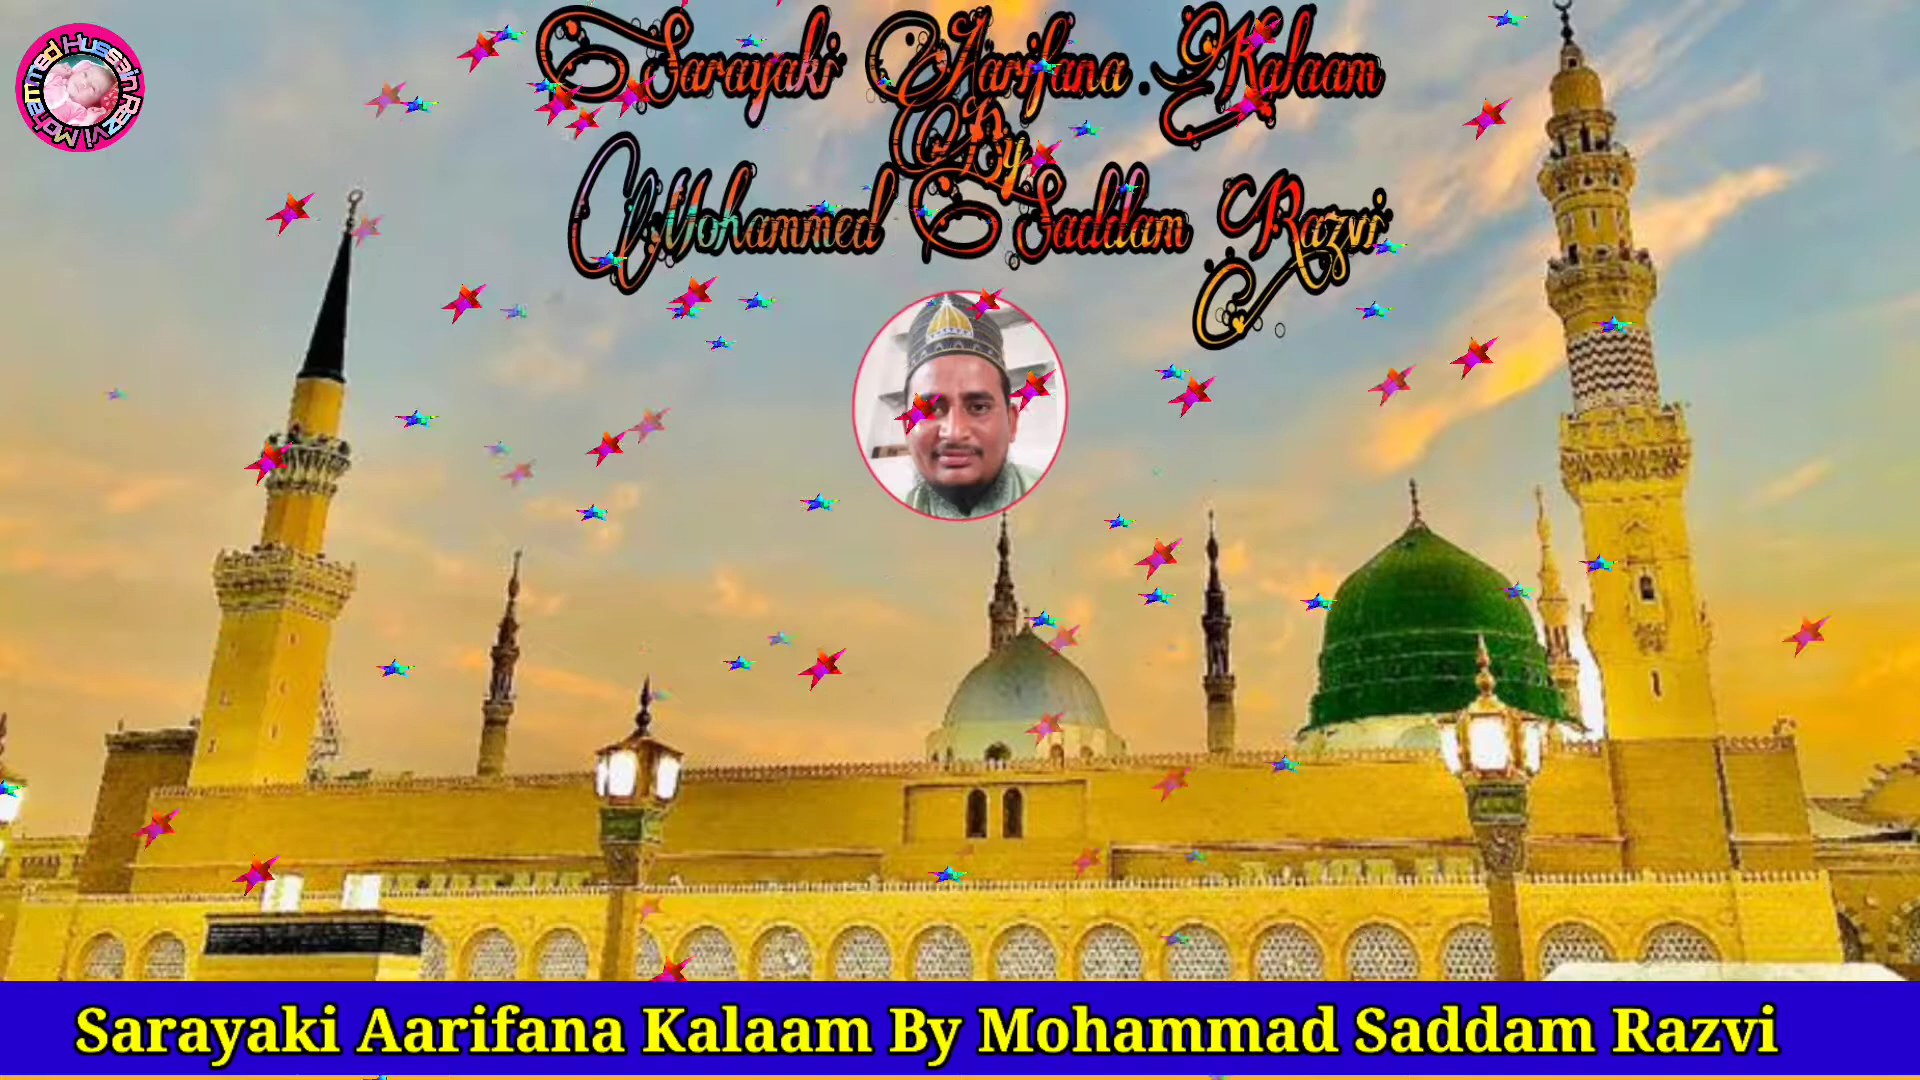 Mohammed Hussain Razvi
Sarayaki Aarifana.Kalaam
By
Mohammed Saddam Razvi
Sarayaki Aarifana Kalaam By Mohammad Saddam Razvi